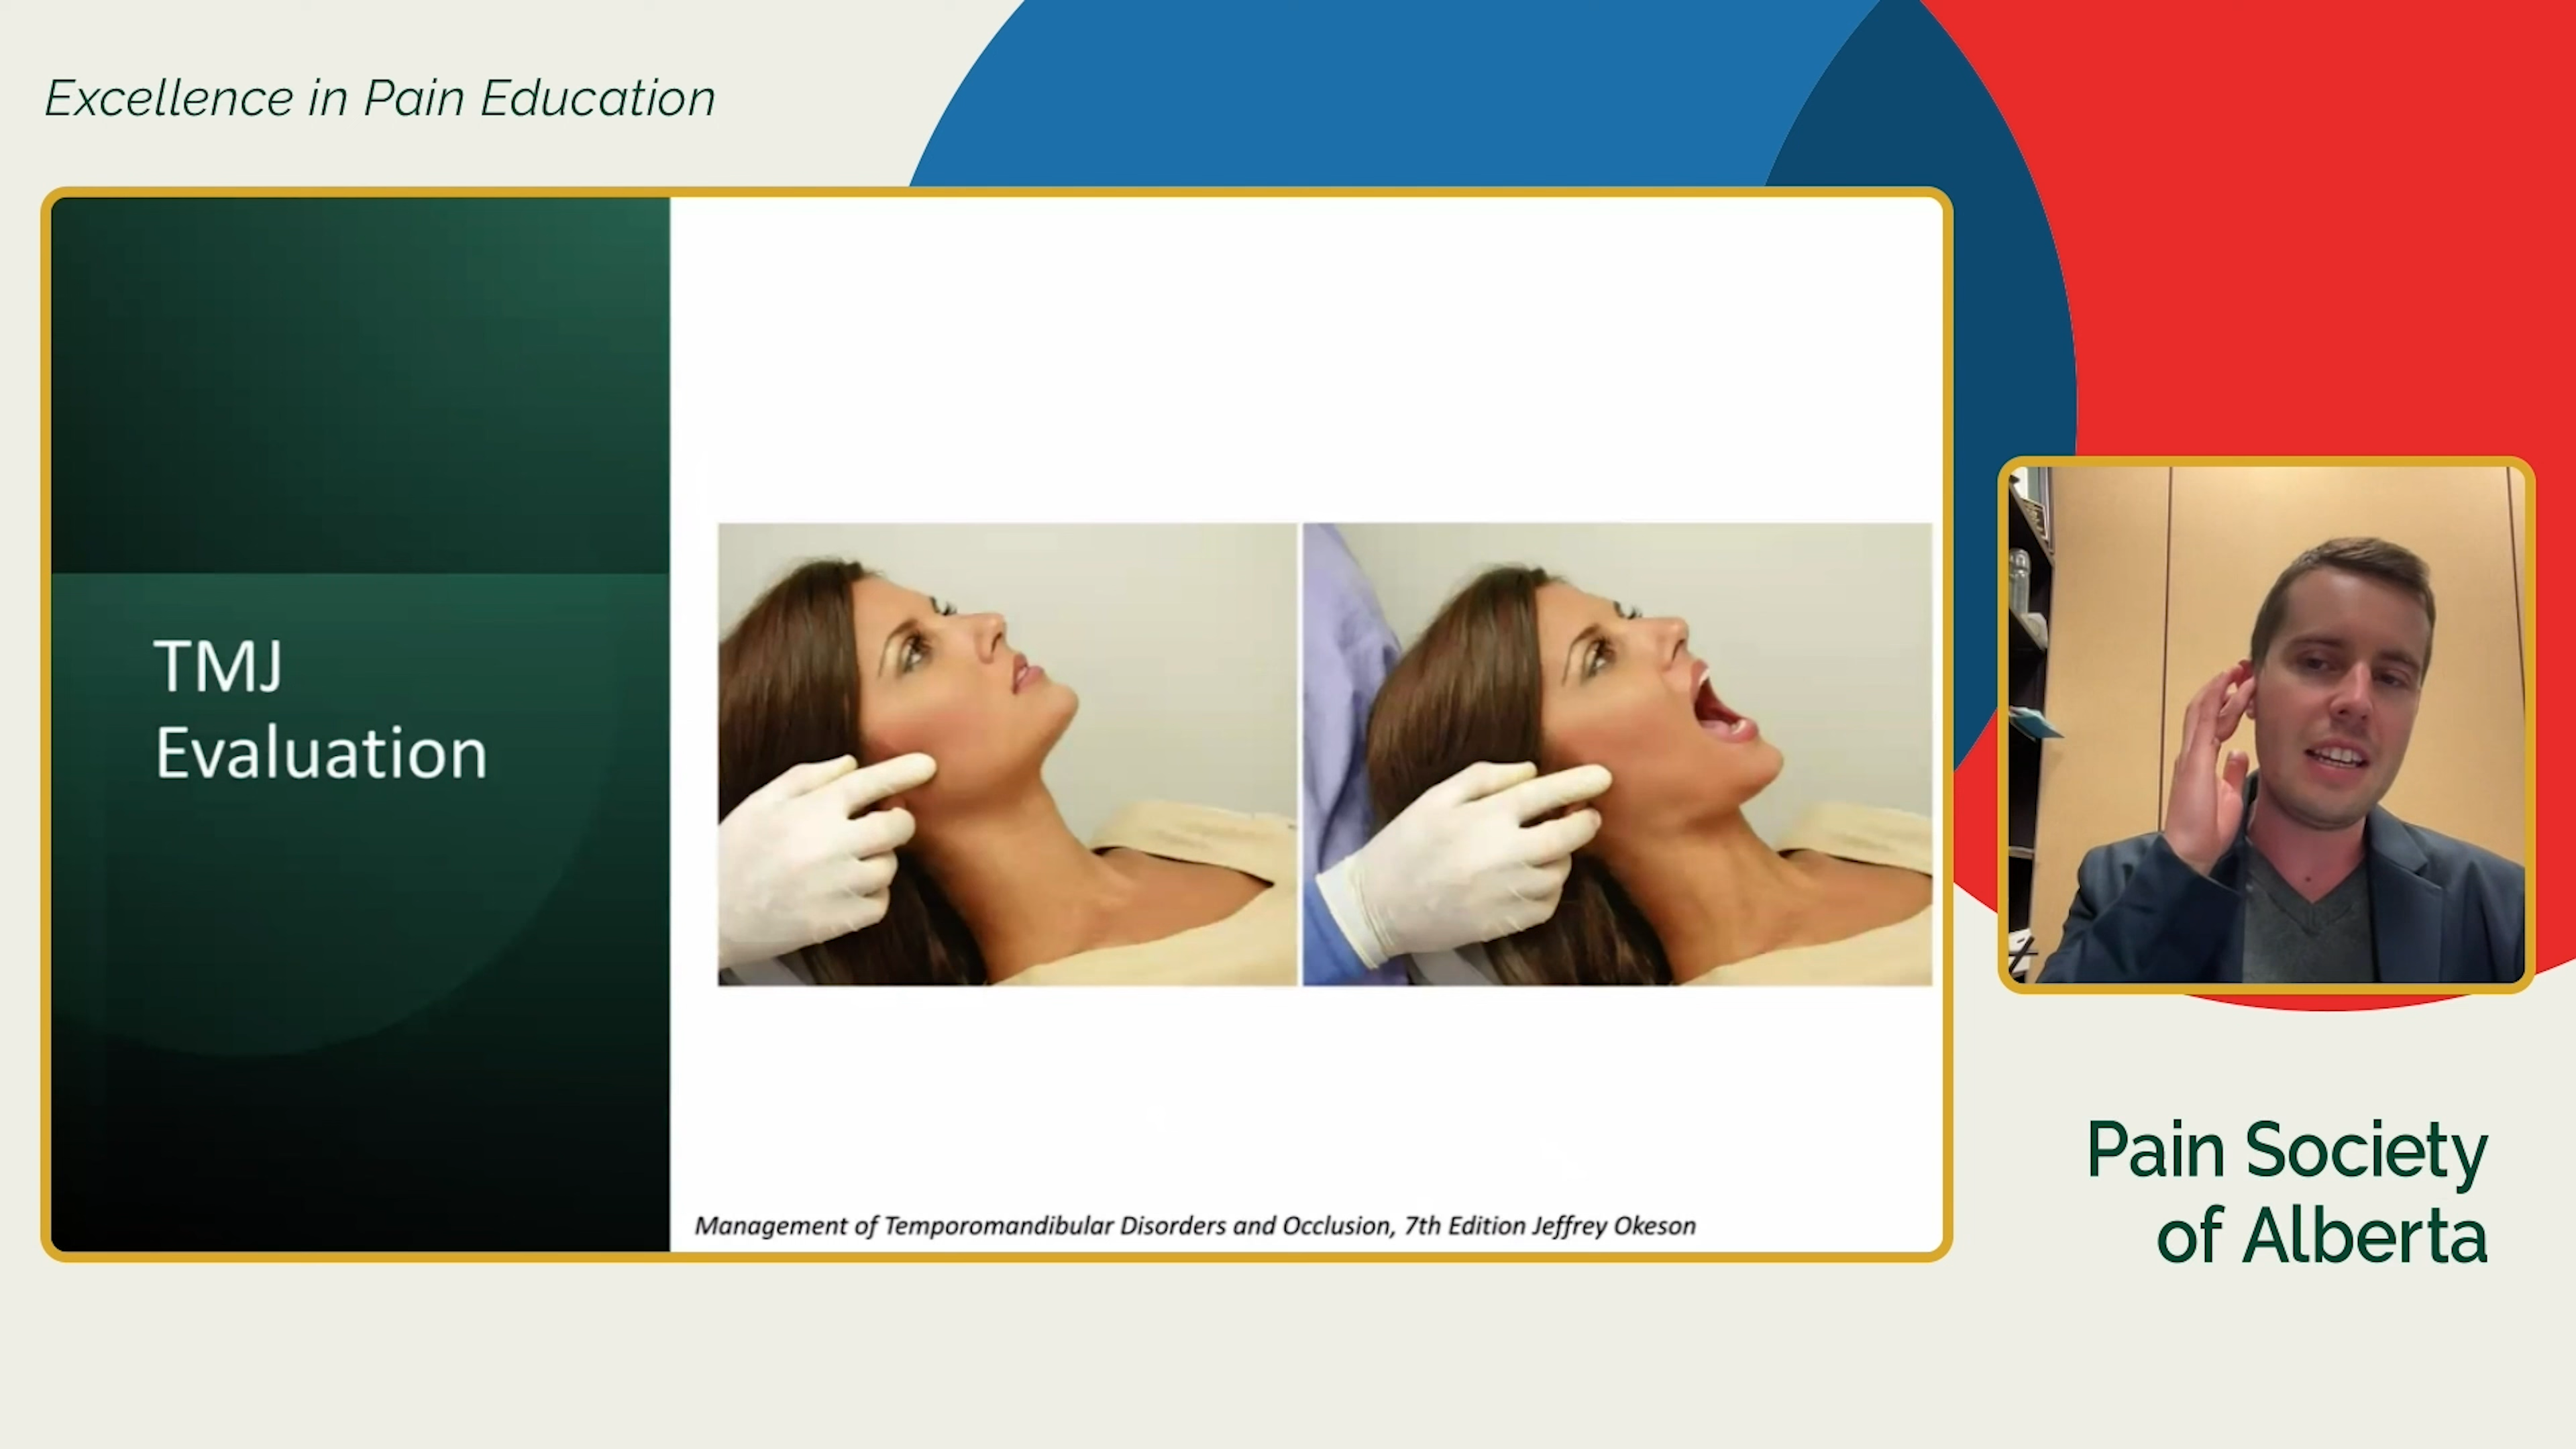 Excellence in Pain Education
TMJ
Evaluation
Management of Temporomandibular Disorders and Occlusion, 7th Edition Jeffrey Okeson
Pain Society
of Alberta